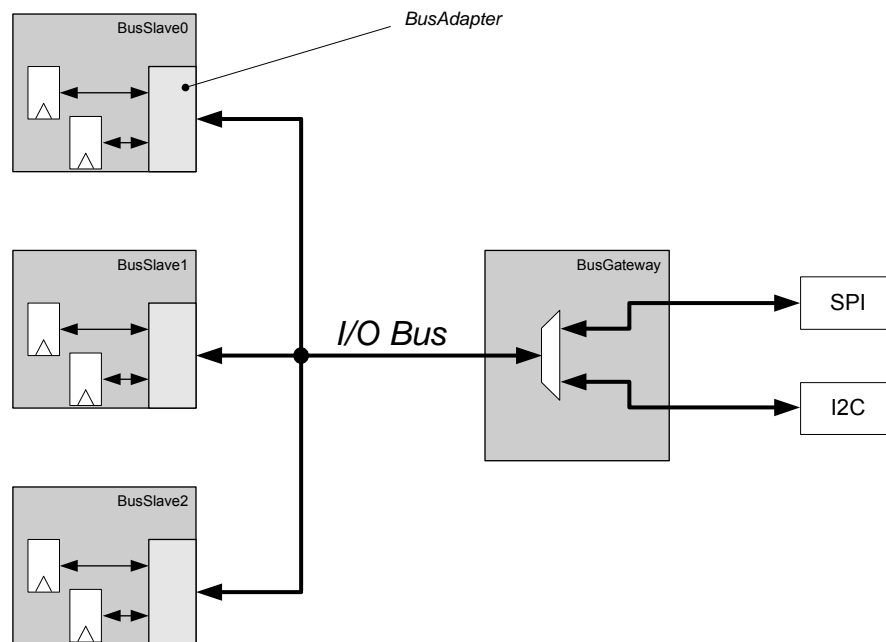 BusSlave0
BusAdapter
BusSlave1
BusGateway
SPI
I/O Bus
I2C
BusSlave2